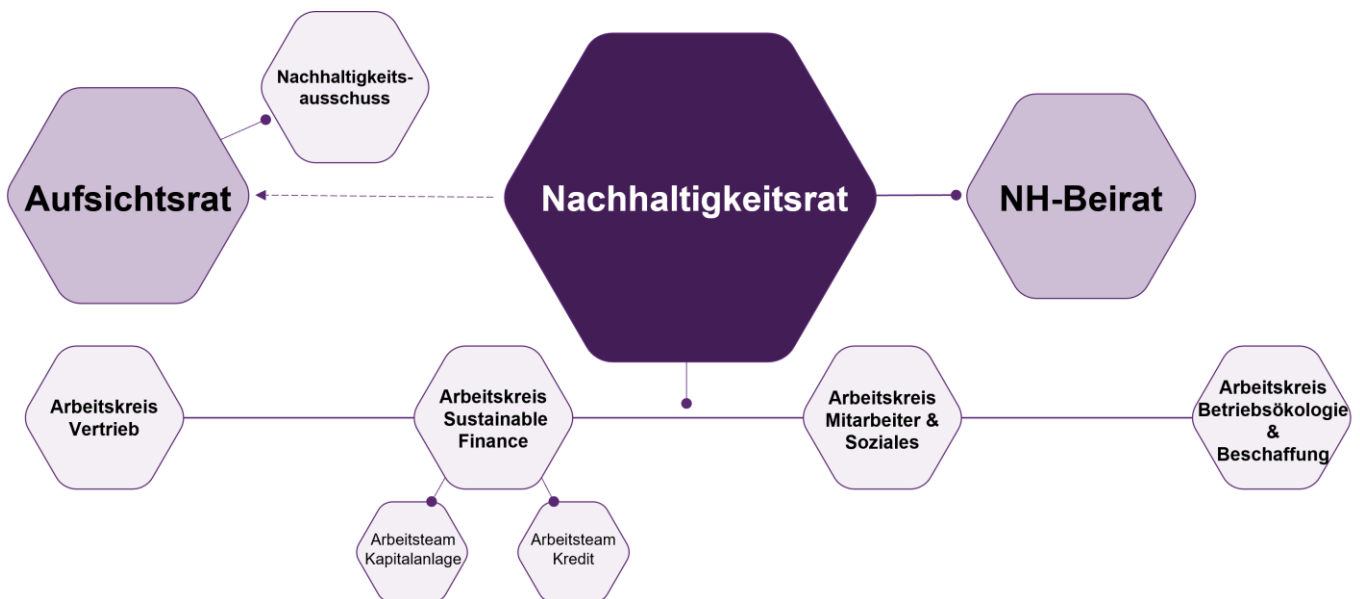 Nachhaltigkeits-
ausschuss
Aufsichtsrat
Nachhaltigkeitsrat
NH-Beirat
Arbeitskreis
Vertrieb
Arbeitskreis
Sustainable
Finance
Arbeitskreis
Mitarbeiter &
Soziales
Arbeitskreis
Betriebsökologie
&
Beschaffung
Arbeitsteam
Kapitalanlage
Arbeitsteam
Kredit